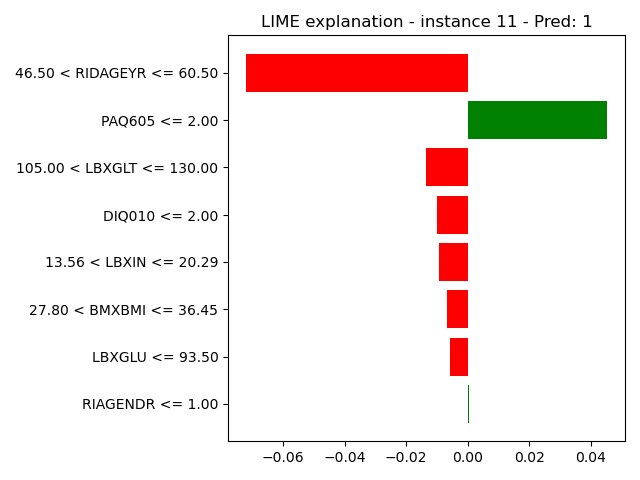 LIME explanation - instance 11 - Pred: 1
46.50 < RIDAGEYR <= 60.50
PAQ605 <= 2.00
105.00 < LBXGLT <= 130.00
DIQ010 <= 2.00
13.56 < LBXIN <= 20.29
27.80 < BMXBMI <= 36.45
LBXGLU <= 93.50
RIAGENDR <= 1.00
−0.06 −0.04 −0.02 0.00 0.02 0.04